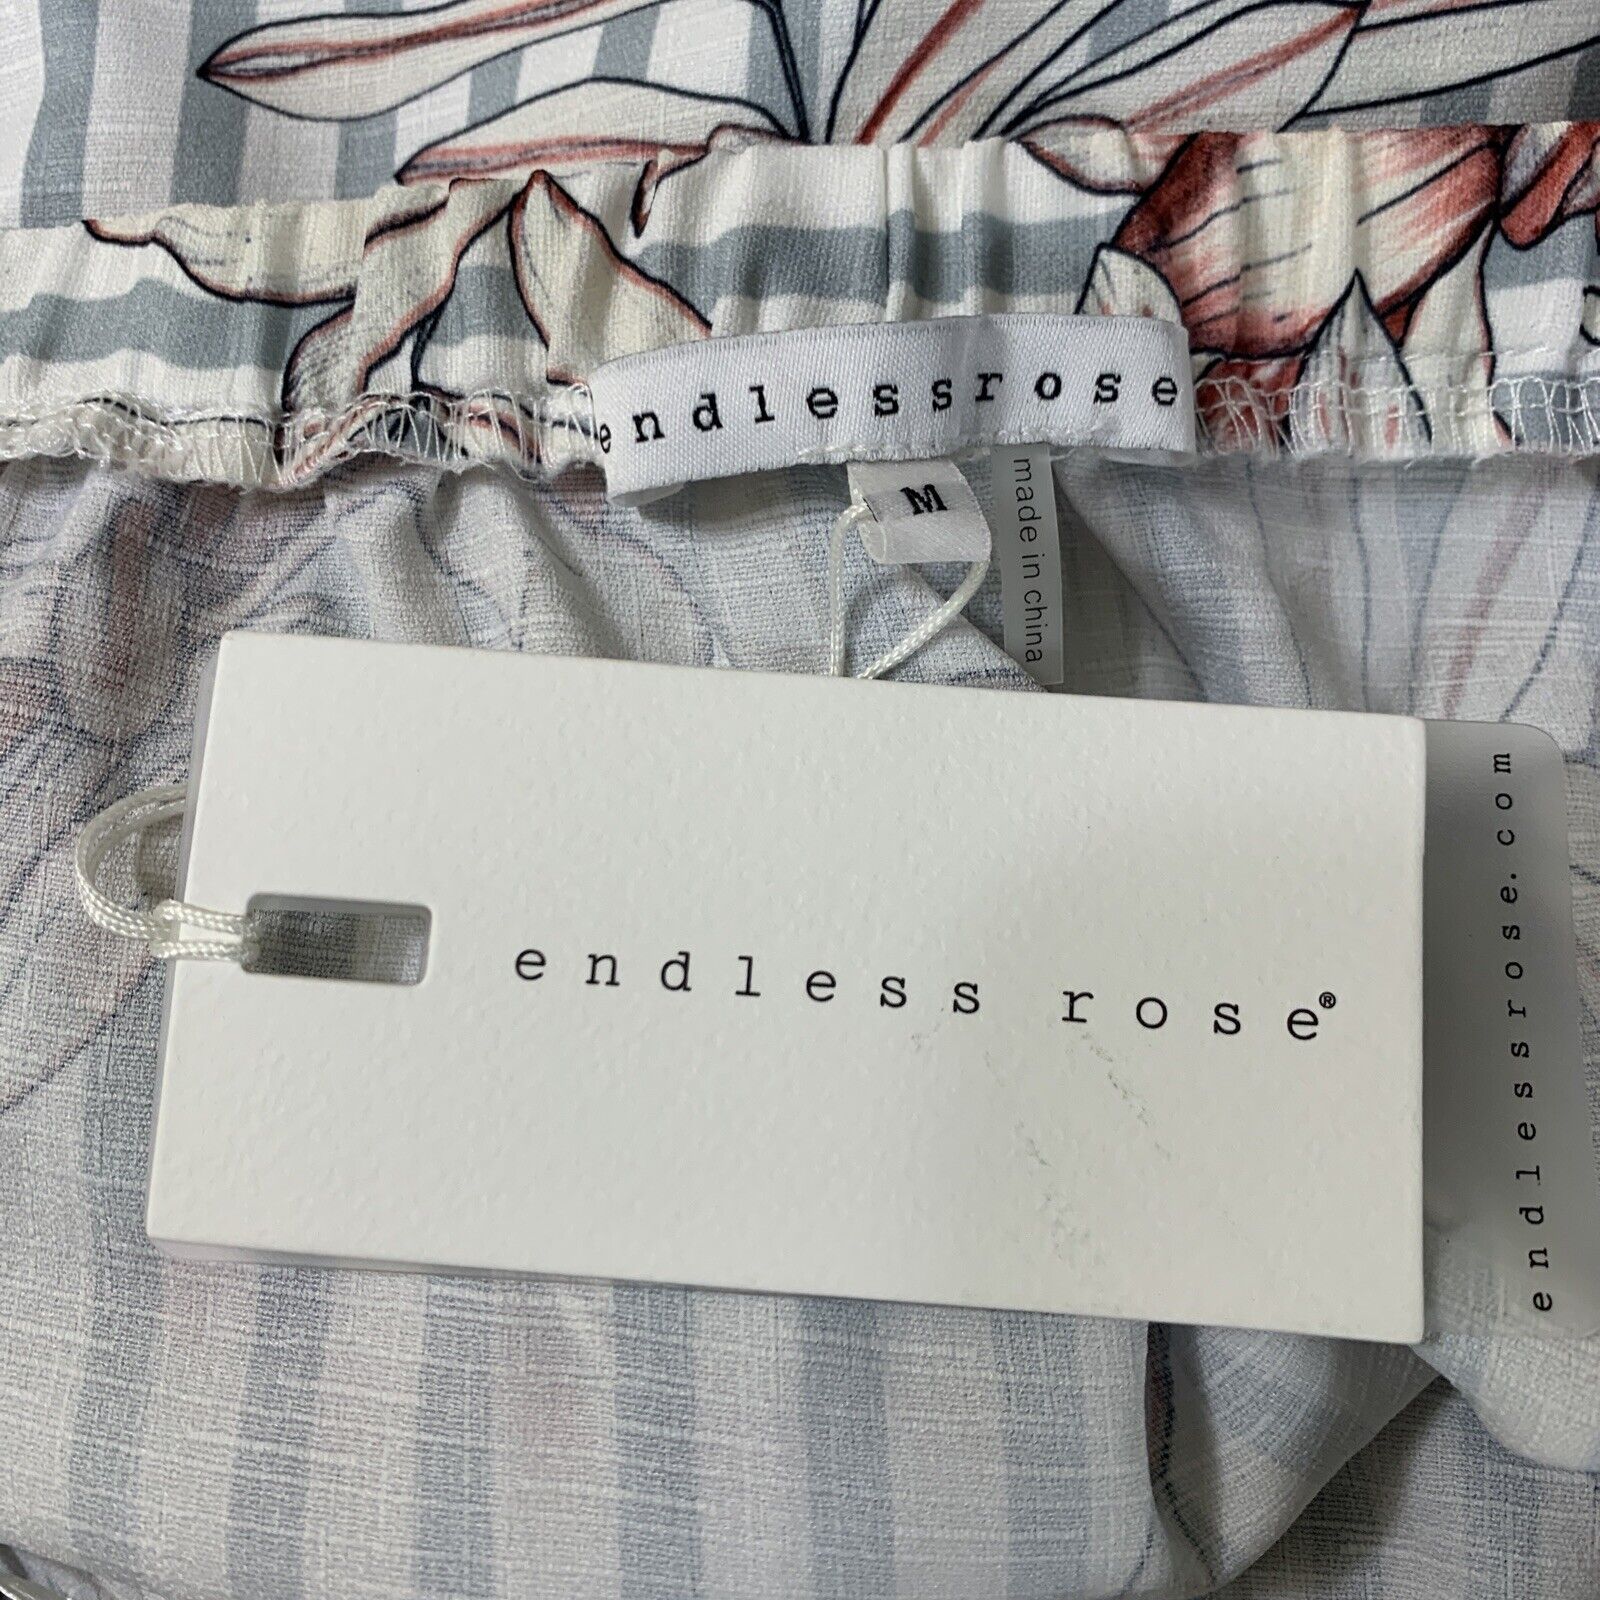 endlessrose
M
made in china
endless rose®
endlessrose.com